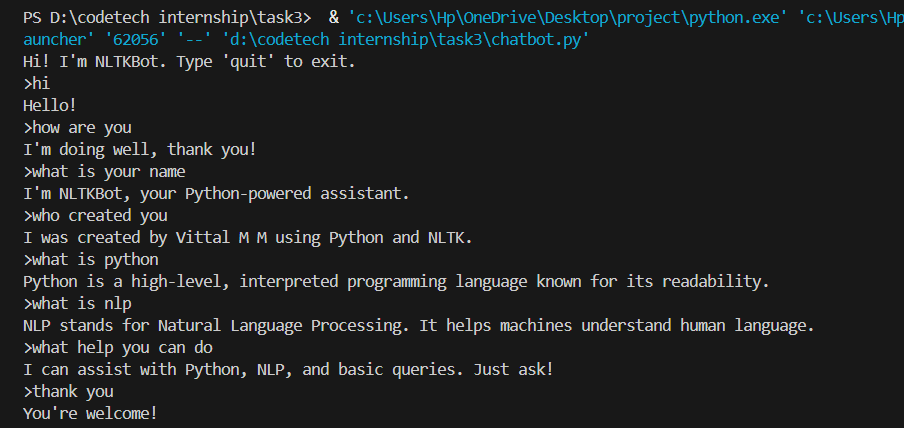 PS D:\codetech internship\task3>  & 'c:\Users\Hp\OneDrive\Desktop\project\python.exe' 'c:\Users\Hp
auncher' '62056' '--' 'd:\codetech internship\task3\chatbot.py'
Hi! I'm NLTKBot. Type 'quit' to exit.
>hi
Hello!
>how are you
I'm doing well, thank you!
>what is your name
I'm NLTKBot, your Python-powered assistant.
>who created you
I was created by Vittal M M using Python and NLTK.
>what is python
Python is a high-level, interpreted programming language known for its readability.
>what is nlp
NLP stands for Natural Language Processing. It helps machines understand human language.
>what help you can do
I can assist with Python, NLP, and basic queries. Just ask!
>thank you
You're welcome!